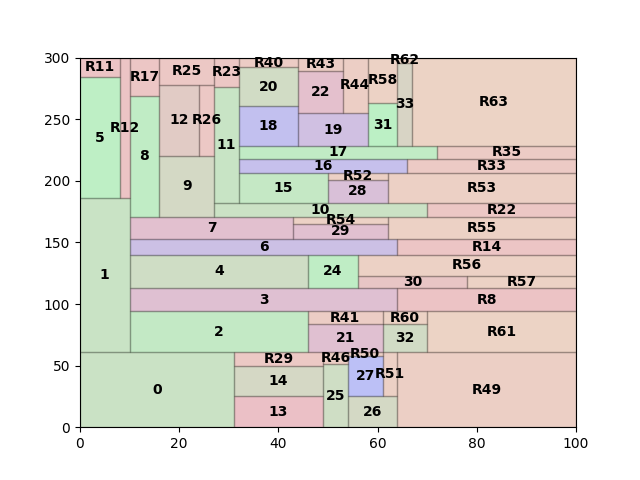 300
R11 R17 R25 R23 R40 R43 R62
R58
R44
20 22 33 R63
250
5 R12 12 R26 18 19 31
11
8 17 R35
16 R33
200
9 15 R52 R53
28
10 R22
7 R54 R55
29
150
6 R14
1 4 24 R56
30 R57
100
3 R8
2 R41 R60 R61
21 32
50
R29 R46 R50
0 14 27 R51 R49
25
13 26
0
0 20 40 60 80 100